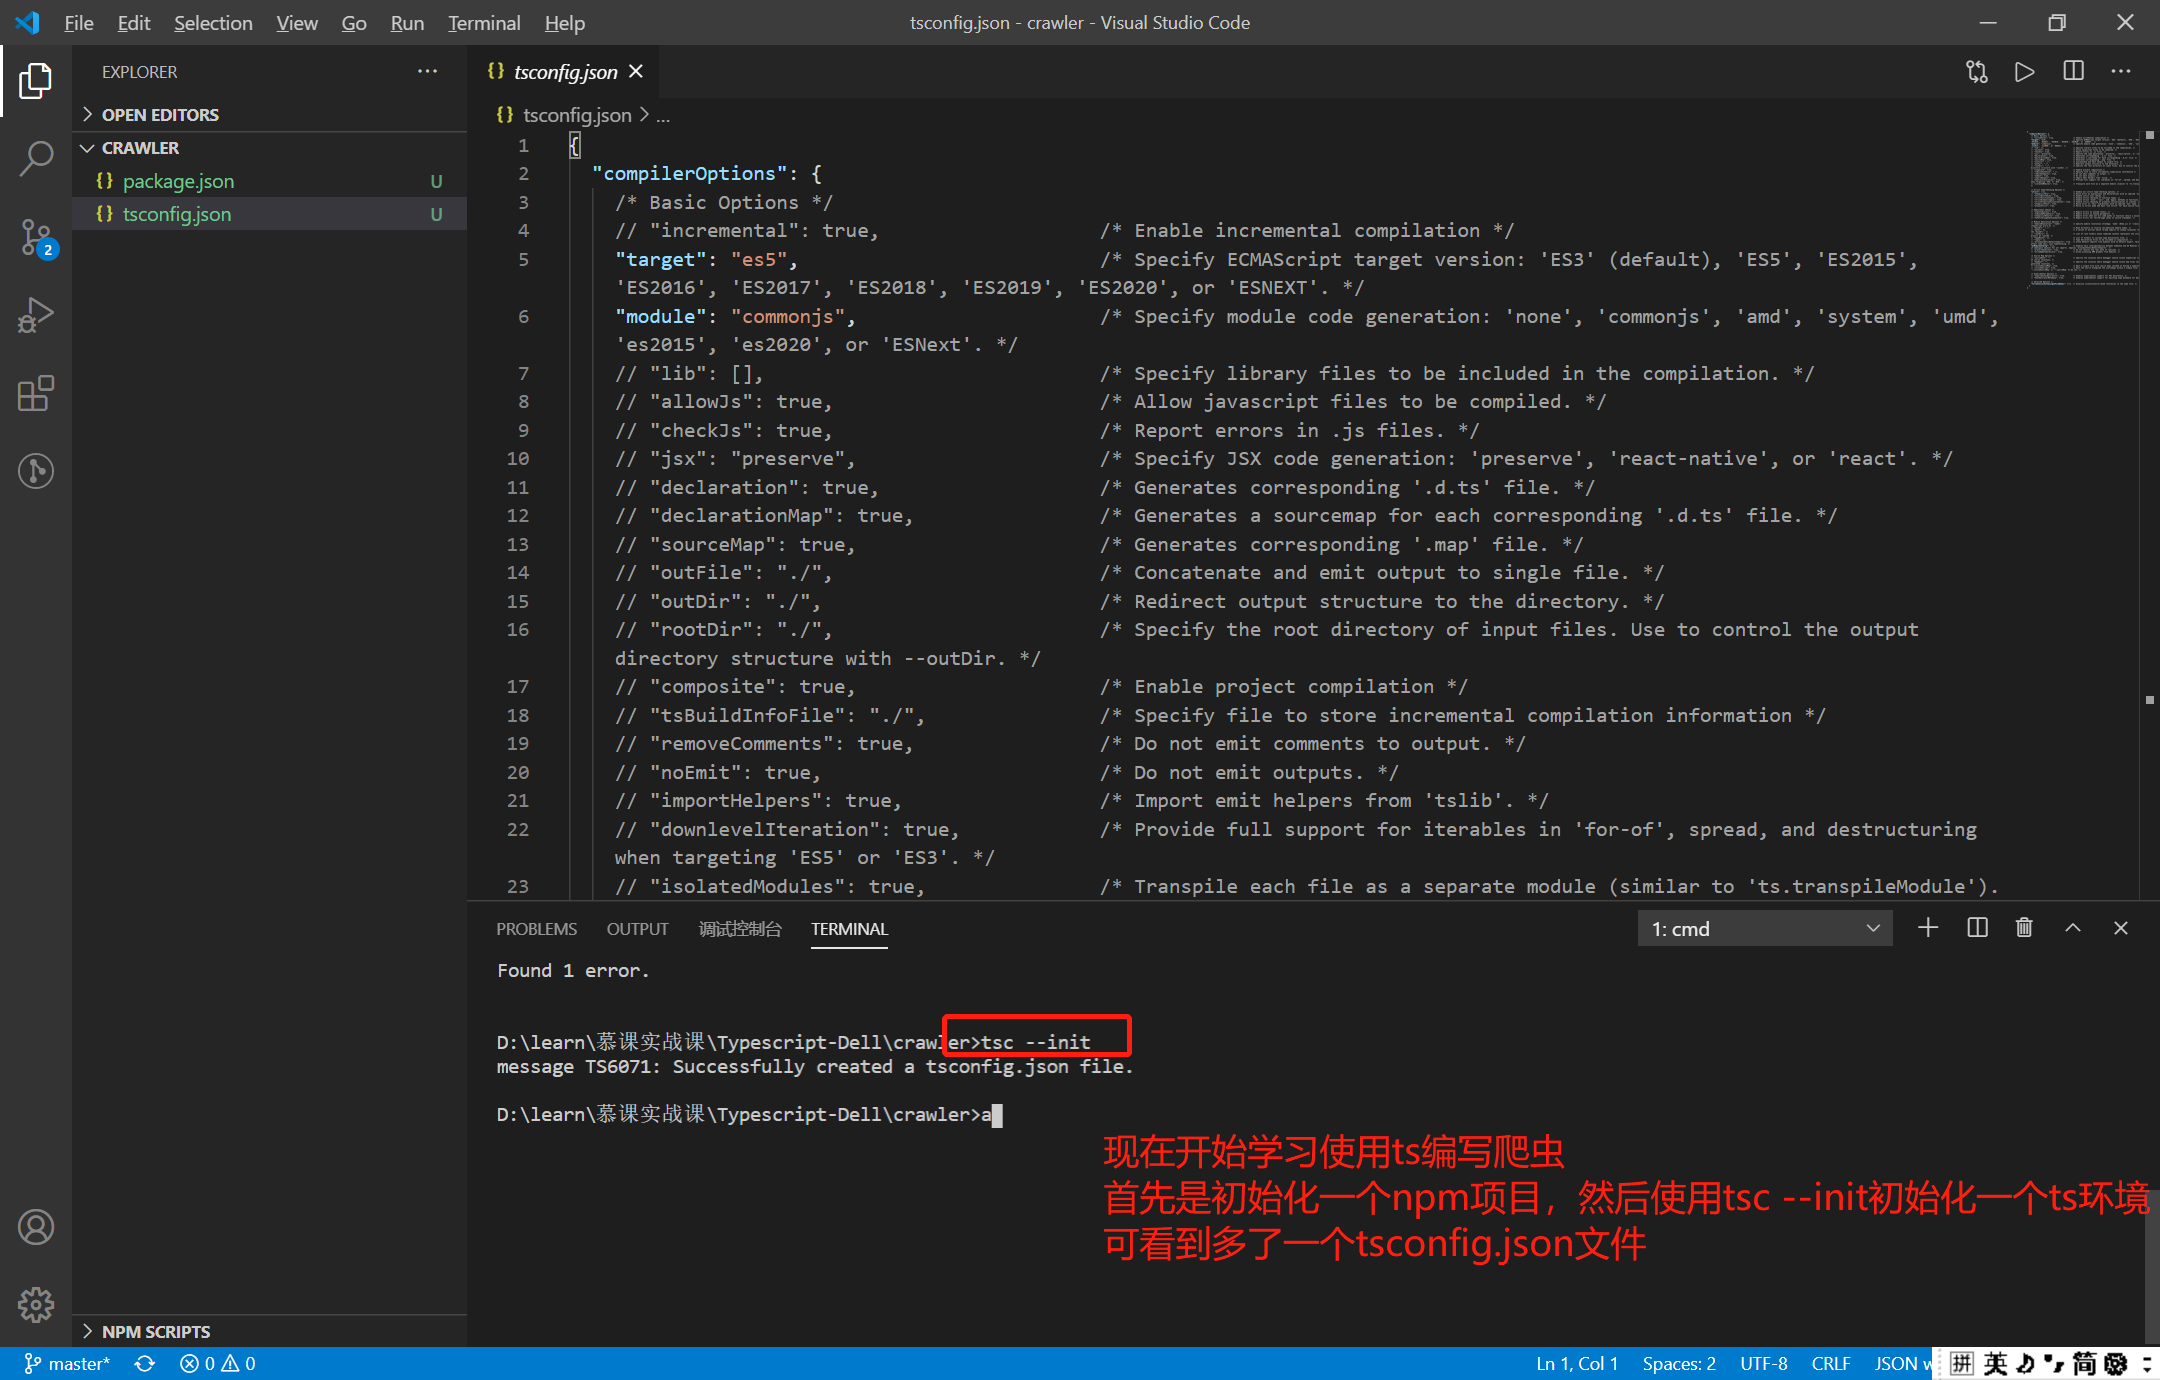 File Edit Selection View Go Run Terminal Help
tsconfig.json - crawler - Visual Studio Code
EXPLORER
OPEN EDITORS
CRAWLER
{} package.json U
{} tsconfig.json U
2
NPM SCRIPTS
{} tsconfig.json
{} tsconfig.json > ...
1 {
2 "compilerOptions": {
3 /* Basic Options */
4 // "incremental": true, /* Enable incremental compilation */
5 "target": "es5", /* Specify ECMAScript target version: 'ES3' (default), 'ES5', 'ES2015',
'ES2016', 'ES2017', 'ES2018', 'ES2019', 'ES2020', or 'ESNEXT'. */
6 "module": "commonjs", /* Specify module code generation: 'none', 'commonjs', 'amd', 'system', 'umd',
'es2015', 'es2020', or 'ESNext'. */
7 // "lib": [], /* Specify library files to be included in the compilation. */
8 // "allowJs": true, /* Allow javascript files to be compiled. */
9 // "checkJs": true, /* Report errors in .js files. */
10 // "jsx": "preserve", /* Specify JSX code generation: 'preserve', 'react-native', or 'react'. */
11 // "declaration": true, /* Generates corresponding '.d.ts' file. */
12 // "declarationMap": true, /* Generates a sourcemap for each corresponding '.d.ts' file. */
13 // "sourceMap": true, /* Generates corresponding '.map' file. */
14 // "outFile": "./", /* Concatenate and emit output to single file. */
15 // "outDir": "./", /* Redirect output structure to the directory. */
16 // "rootDir": "./", /* Specify the root directory of input files. Use to control the output
directory structure with --outDir. */
17 // "composite": true, /* Enable project compilation */
18 // "tsBuildInfoFile": "./", /* Specify file to store incremental compilation information */
19 // "removeComments": true, /* Do not emit comments to output. */
20 // "noEmit": true, /* Do not emit outputs. */
21 // "importHelpers": true, /* Import emit helpers from 'tslib'. */
22 // "downlevelIteration": true, /* Provide full support for iterables in 'for-of', spread, and destructuring
when targeting 'ES5' or 'ES3'. */
23 // "isolatedModules": true, /* Transpile each file as a separate module (similar to 'ts.transpileModule').
PROBLEMS OUTPUT 调试控制台 TERMINAL 1: cmd
Found 1 error.
D:\learn\慕课实战课\Typescript-Dell\crawler>tsc --init
message TS6071: Successfully created a tsconfig.json file.
D:\learn\慕课实战课\Typescript-Dell\crawler>a
现在开始学习使用ts编写爬虫
首先是初始化一个npm项目，然后使用tsc --init初始化一个ts环境
可看到多了一个tsconfig.json文件
master* 0 0 Ln 1, Col 1 Spaces: 2 UTF-8 CRLF JSON w
拼 英 简